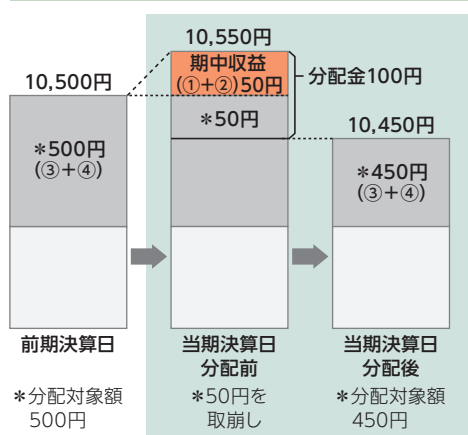 10,500円
＊500円
(③＋④)
前期決算日
＊分配対象額
500円
10,550円
期中収益
(①＋②)50円
＊50円
分配金100円
当期決算日
分配前
＊50円を
取崩し
10,450円
＊450円
(③＋④)
当期決算日
分配後
＊分配対象額
450円